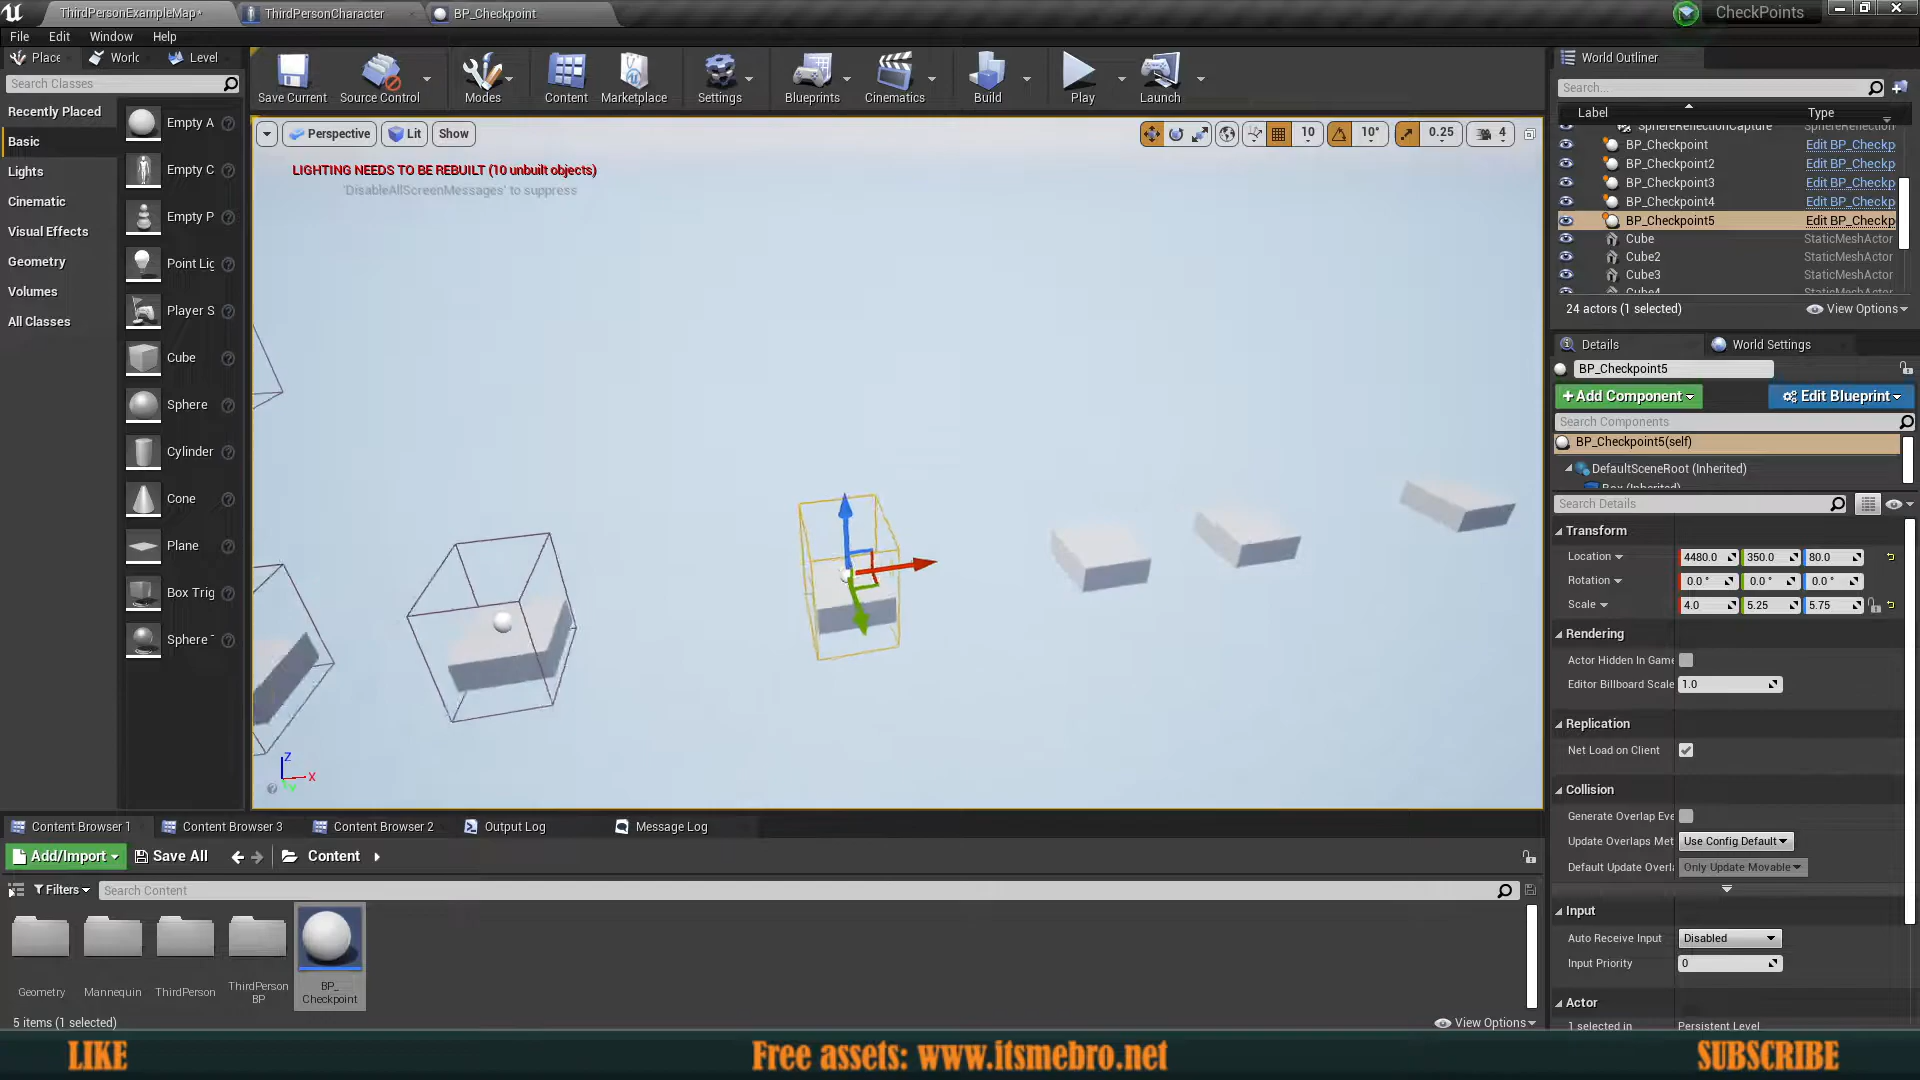 ThirdPersonExampleMap*
ThirdPersonCharacter
BP_Checkpoint
CheckPoints
File Edit Window Help
Place
World
Level
Search Classes
Recently Placed
Basic
Lights
Cinematic
Visual Effects
Geometry
Volumes
All Classes
Empty A
Empty C
Empty P
Point Lig
Player S
Cube
Sphere
Cylinder
Cone
Plane
Box Trig
Sphere
Save Current
Source Control
Modes
Content
Marketplace
Settings
Blueprints
Cinematics
Build
Play
Launch
Perspective
Lit
Show
10
10°
0.25
4
LIGHTING NEEDS TO BE REBUILT (10 unbuilt objects)
'DisableAllScreenMessages' to suppress
Z
X
Y
World Outliner
Search...
Label Type
SphereReflectionCapture SphereReflection
BP_Checkpoint Edit BP_Checkp
BP_Checkpoint2 Edit BP_Checkp
BP_Checkpoint3 Edit BP_Checkp
BP_Checkpoint4 Edit BP_Checkp
BP_Checkpoint5 Edit BP_Checkp
Cube StaticMeshActor
Cube2 StaticMeshActor
Cube3 StaticMeshActor
Cube4 StaticMeshActor
24 actors (1 selected)
View Options
Details
World Settings
BP_Checkpoint5
+Add Component
Edit Blueprint
Search Components
BP_Checkpoint5(self)
DefaultSceneRoot (Inherited)
Box (Inherited)
Search Details
Transform
Location 4480.0 350.0 80.0
Rotation 0.0 ° 0.0 ° 0.0 °
Scale 4.0 5.25 5.75
Rendering
Actor Hidden In Game
Editor Billboard Scale 1.0
Replication
Net Load on Client
Collision
Generate Overlap Eve
Update Overlaps Met Use Config Default
Default Update Overla Only Update Movable
Input
Auto Receive Input Disabled
Input Priority 0
Actor
1 selected in Persistent Level
Content Browser 1
Content Browser 3
Content Browser 2
Output Log
Message Log
Add/Import
Save All
Content
Filters
Search Content
Geometry
Mannequin
ThirdPerson
ThirdPerson
BP
BP_
Checkpoint
5 items (1 selected)
View Options
LIKE
Free assets: www.itsmebro.net
SUBSCRIBE